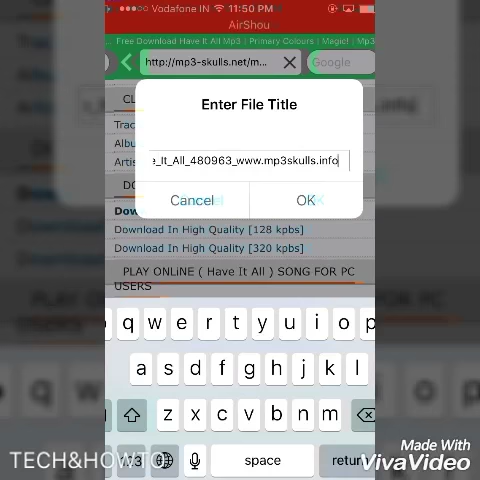 Vodafone IN 11:50 PM
AirShou
Free Download Have It All Mp3 | Primary Colours | Magic! | Mp3
http://mp3-skulls.net/m...
Google
Enter File Title
e_It_All_480963_www.mp3skulls.info
Cancel
OK
Download In High Quality [128 kpbs]
Download In High Quality [320 kpbs]
PLAY ONLiNE ( Have It All ) SONG FOR PC
USERS
q w e r t y u i o p
a s d f g h j k l
z x c v b n m
123 space return
TECH&HOWTO
Made With
VivaVideo